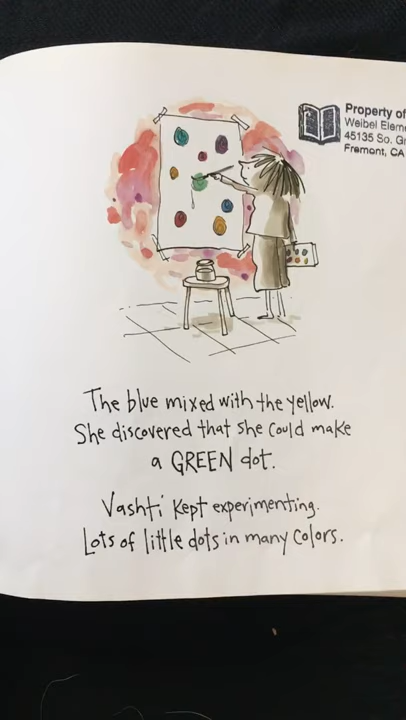 Property of
Weibel Elem
45135 So. Gr
Fremont, CA
The blue mixed with the yellow.
She discovered that she could make
a GREEN dot.
Vashti kept experimenting.
Lots of little dots in many colors.